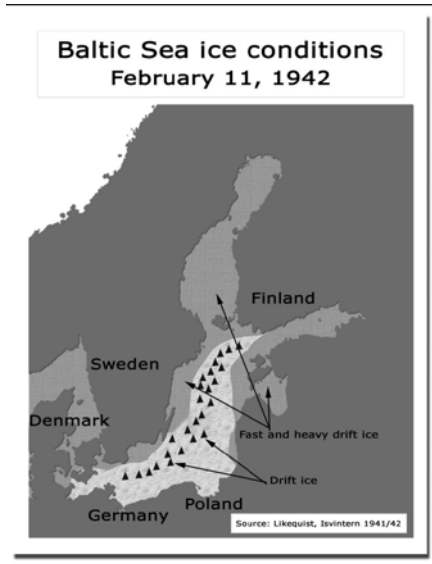 Baltic Sea ice conditions
February 11, 1942
Finland
Sweden
Denmark
Fast and heavy drift ice
Drift ice
Poland
Germany
Source: Likequist, Isvintern 1941/42